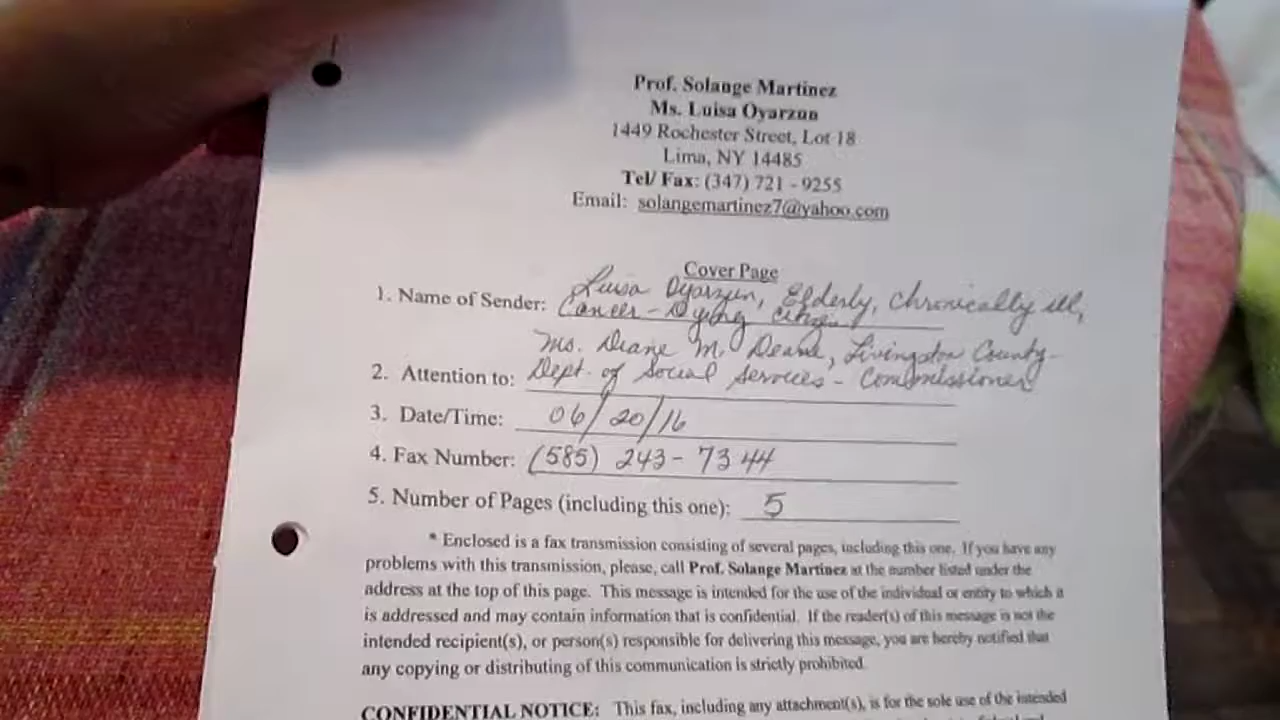 Prof. Solange Martinez
Ms. Luisa Oyarzun
1449 Rochester Street, Lot 18
Lima, NY 14485
Tel/ Fax: (347) 721 - 9255
Email: solangemartinez7@yahoo.com
Cover Page
1. Name of Sender: Luisa Oyarzun, Elderly, Chronically ill,
Cancer - Dying citizen
Ms. Diane M. Deane, Livingston County-
2. Attention to: Dept. of Social Services - Commissioner
3. Date/Time: 06/20/16
4. Fax Number: (585) 243 - 7344
5. Number of Pages (including this one): 5
* Enclosed is a fax transmission consisting of several pages, including this one. If you have any
problems with this transmission, please, call Prof. Solange Martinez at the number listed under the
address at the top of this page. This message is intended for the use of the individual or entity to which it
is addressed and may contain information that is confidential. If the reader(s) of this message is not the
intended recipient(s), or person(s) responsible for delivering this message, you are hereby notified that
any copying or distributing of this communication is strictly prohibited.
CONFIDENTIAL NOTICE: This fax, including any attachment(s), is for the sole use of the intended